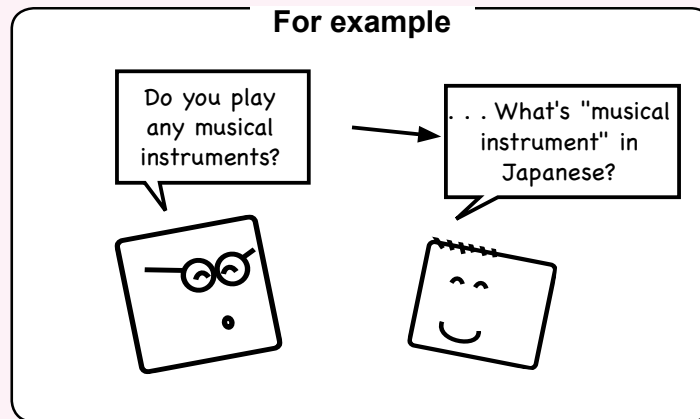 For example
Do you play
any musical
instruments?
. . . What's "musical
instrument" in
Japanese?